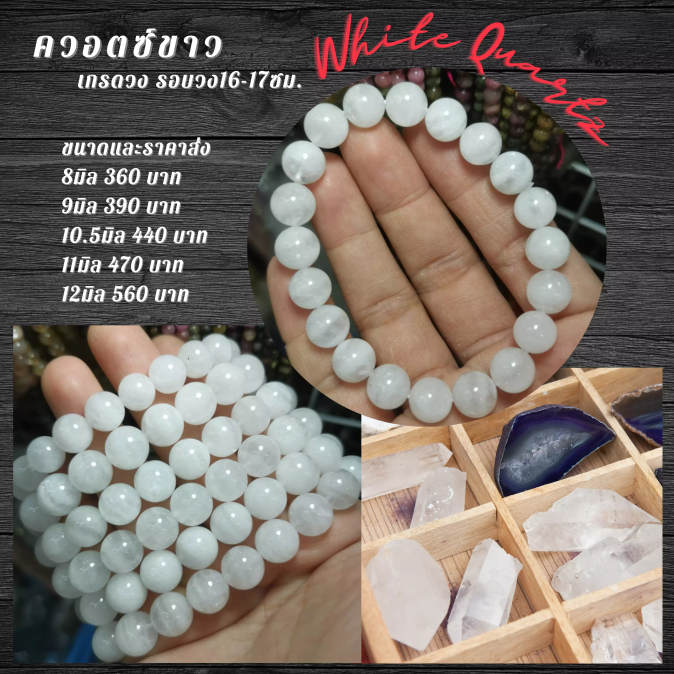 ควอตซ์ขาว
เกรดวง รอบวง16-17ซม.
White Quartz
ขนาดและราคาส่ง
8มิล 360 บาท
9มิล 390 บาท
10.5มิล 440 บาท
11มิล 470 บาท
12มิล 560 บาท